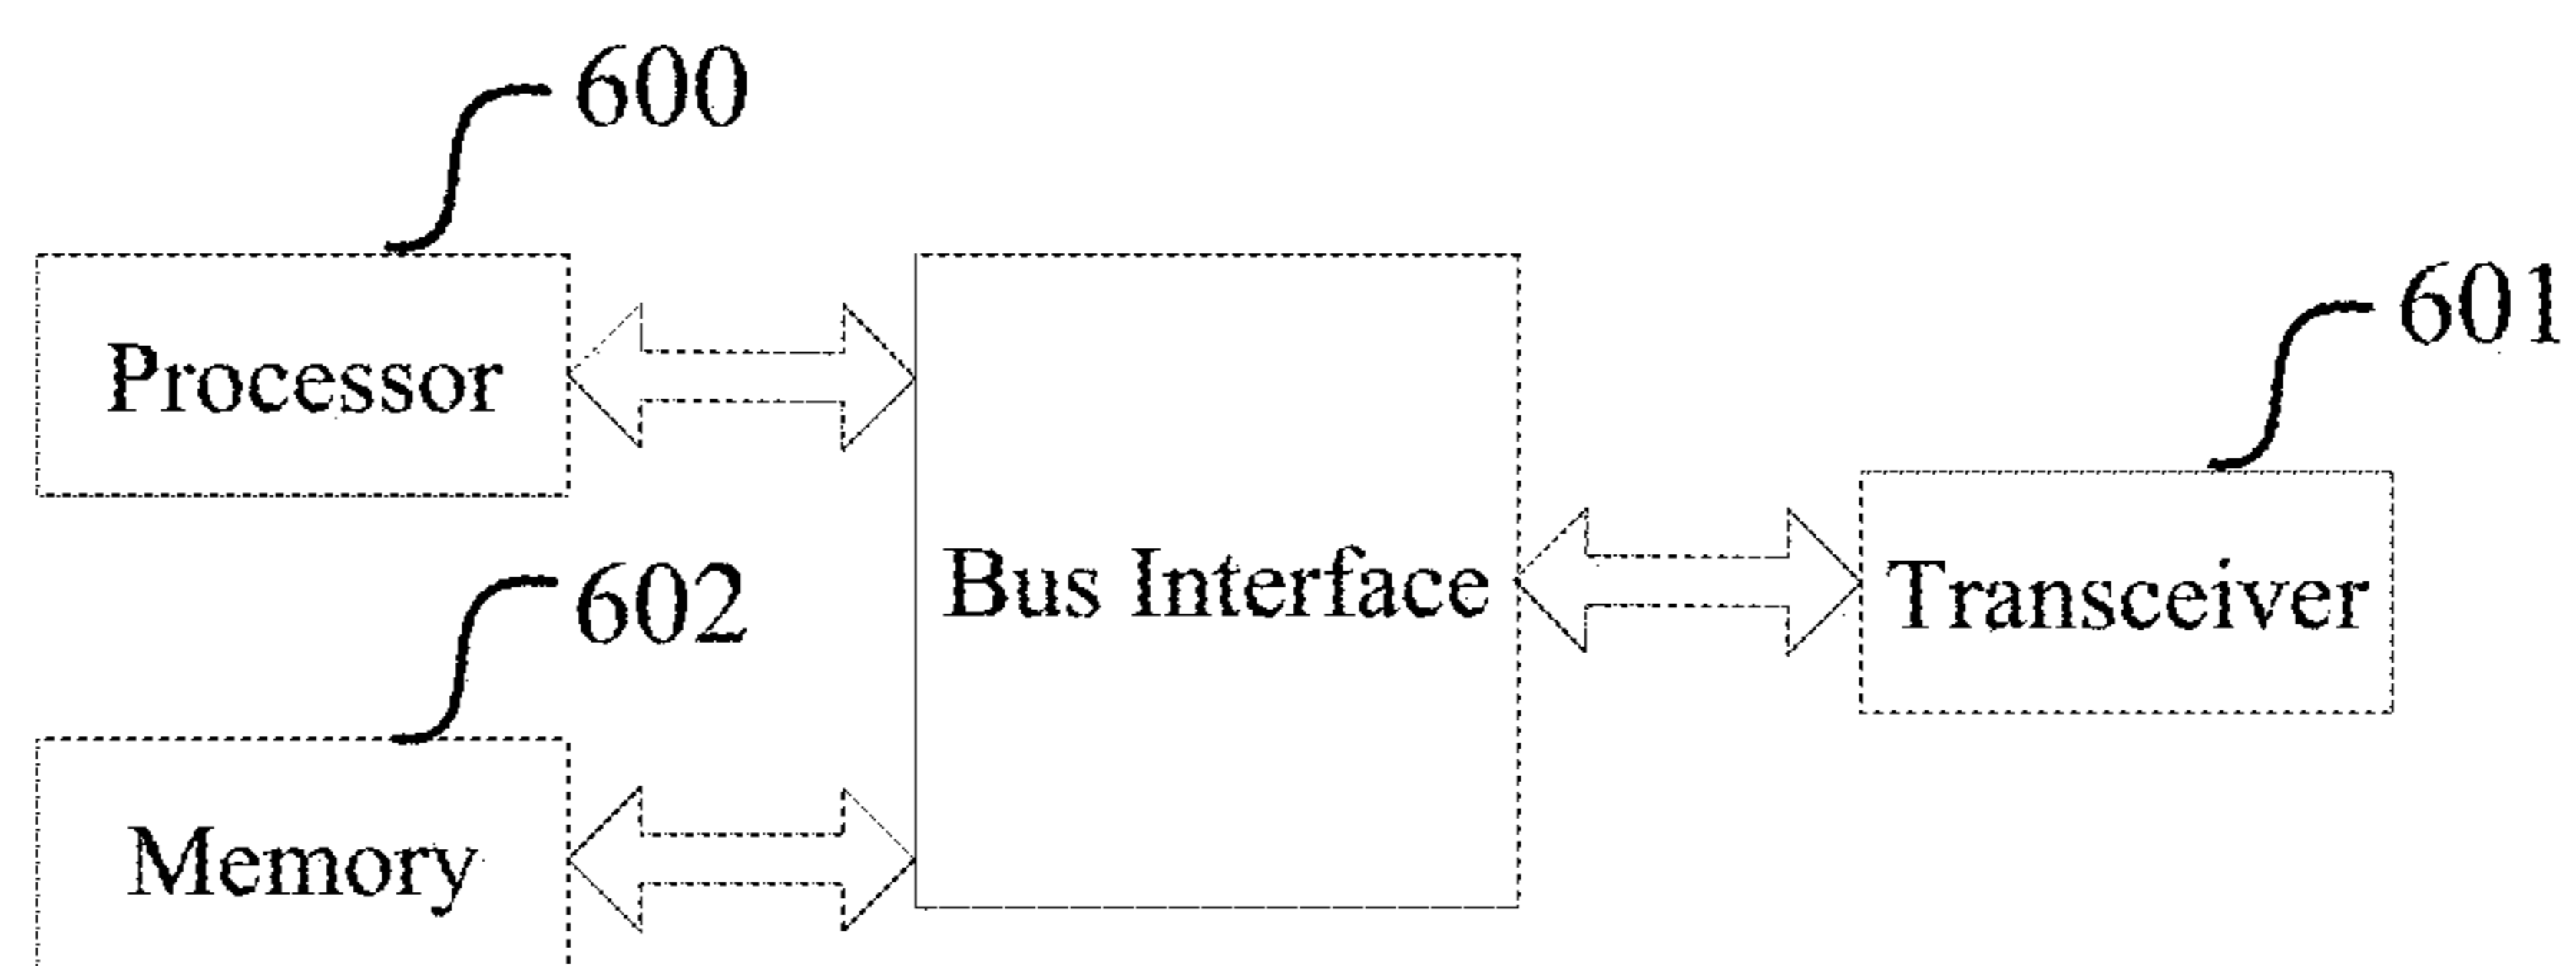 600
601
Processor
602
Bus Interface
Transceiver
Memory